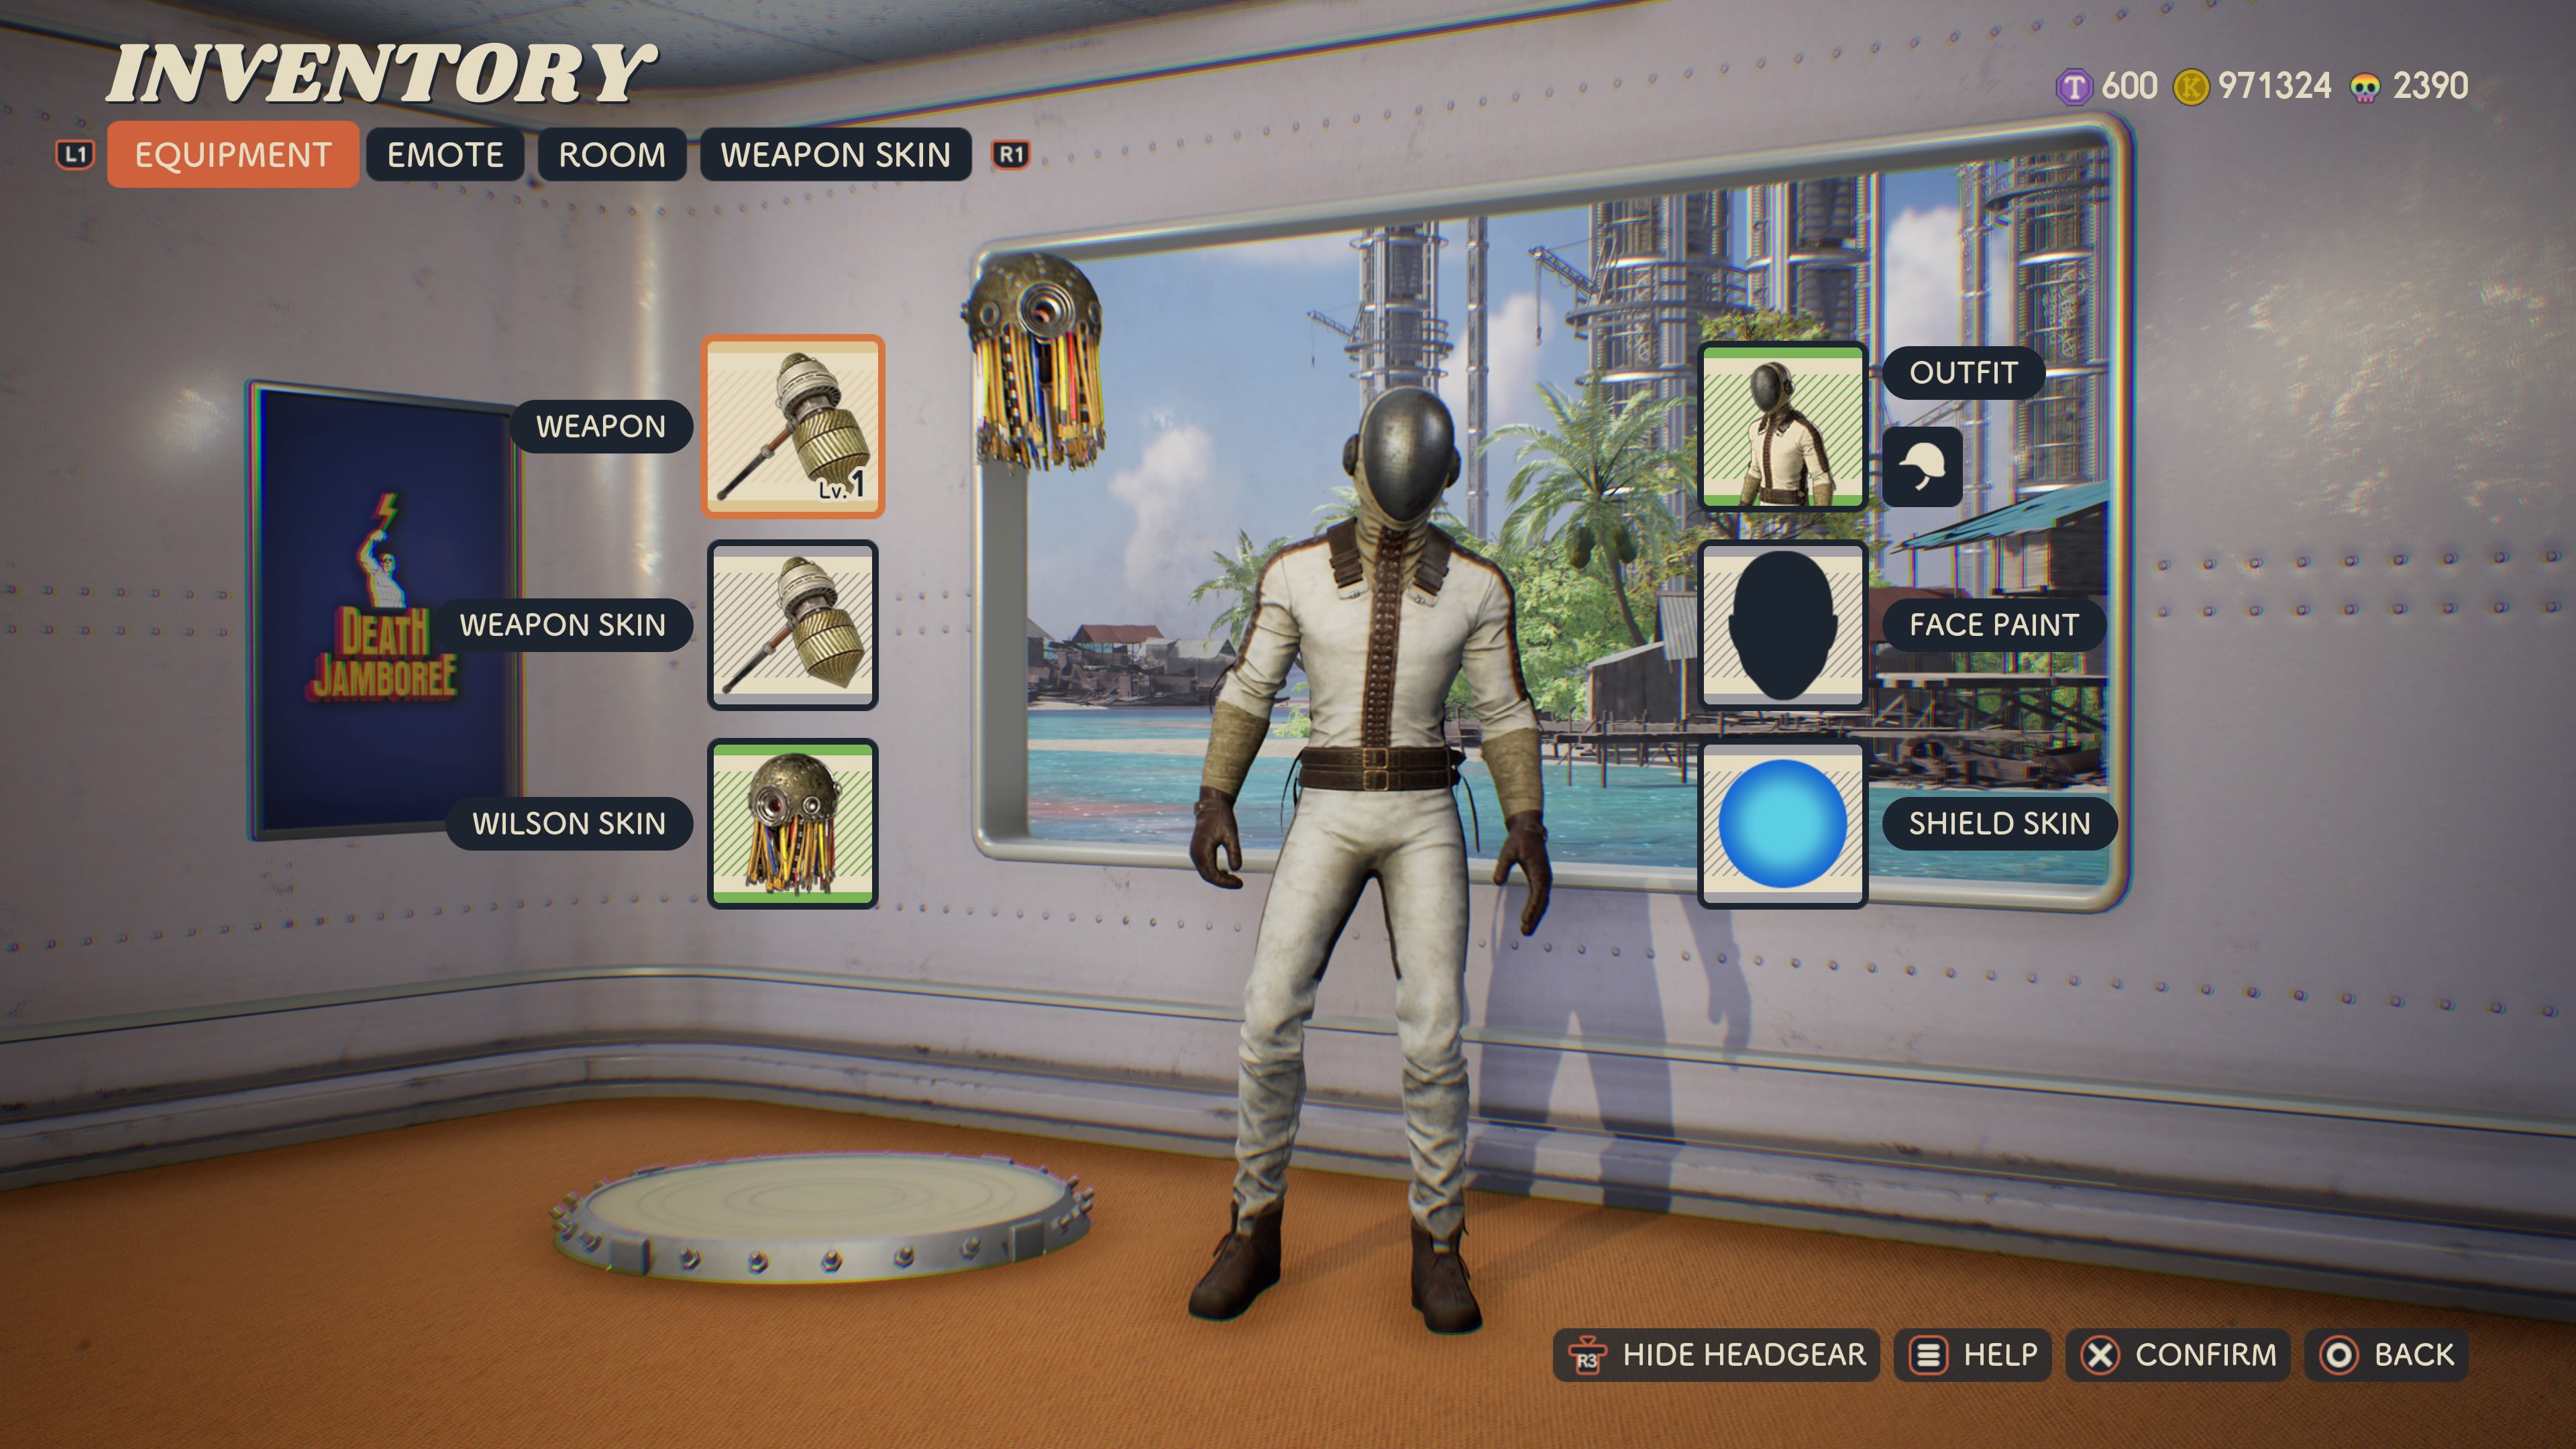 INVENTORY
T 600 K 971324 2390
L1 EQUIPMENT EMOTE ROOM WEAPON SKIN R1
WEAPON
Lv.1
OUTFIT
DEATH
JAMBOREE
WEAPON SKIN
FACE PAINT
WILSON SKIN
SHIELD SKIN
R3 HIDE HEADGEAR HELP CONFIRM BACK